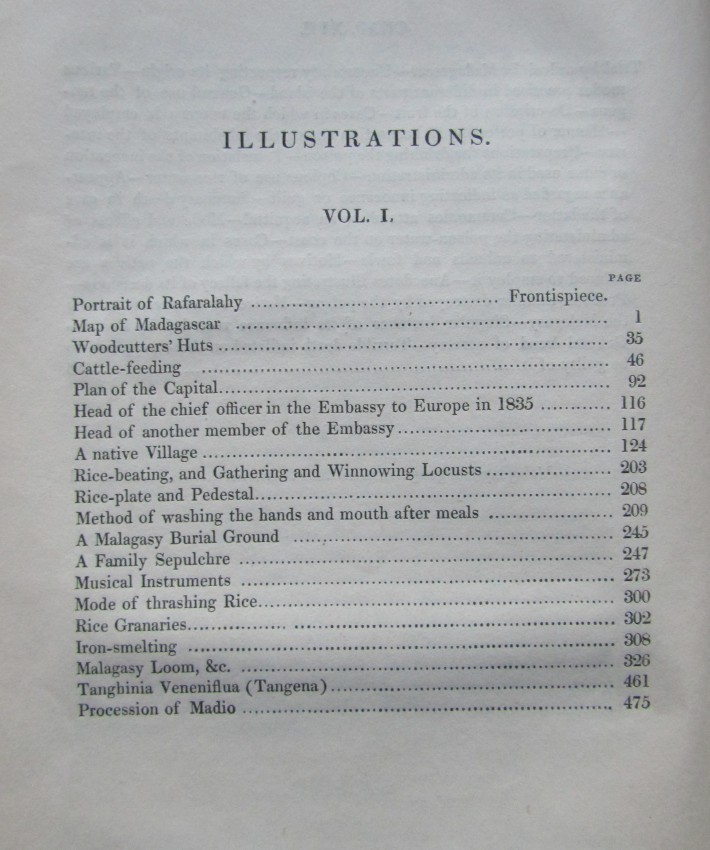 ILLUSTRATIONS.
VOL. I.
PAGE
Portrait of Rafaralahy ................................................ Frontispiece.
Map of Madagascar ................................................ 1
Woodcutters' Huts ................................................ 35
Cattle-feeding ................................................ 46
Plan of the Capital................................................ 92
Head of the chief officer in the Embassy to Europe in 1835 ............ 116
Head of another member of the Embassy........................ 117
A native Village ................................................ 124
Rice-beating, and Gathering and Winnowing Locusts ............ 203
Rice-plate and Pedestal................................................ 208
Method of washing the hands and mouth after meals ............ 209
A Malagasy Burial Ground ................................................ 245
A Family Sepulchre ................................................ 247
Musical Instruments ................................................ 273
Mode of thrashing Rice................................................ 300
Rice Granaries................................................ 302
Iron-smelting ................................................ 308
Malagasy Loom, &c. ................................................ 326
Tanghinia Veneniflua (Tangena)........................ 461
Procession of Madio ................................................ 475